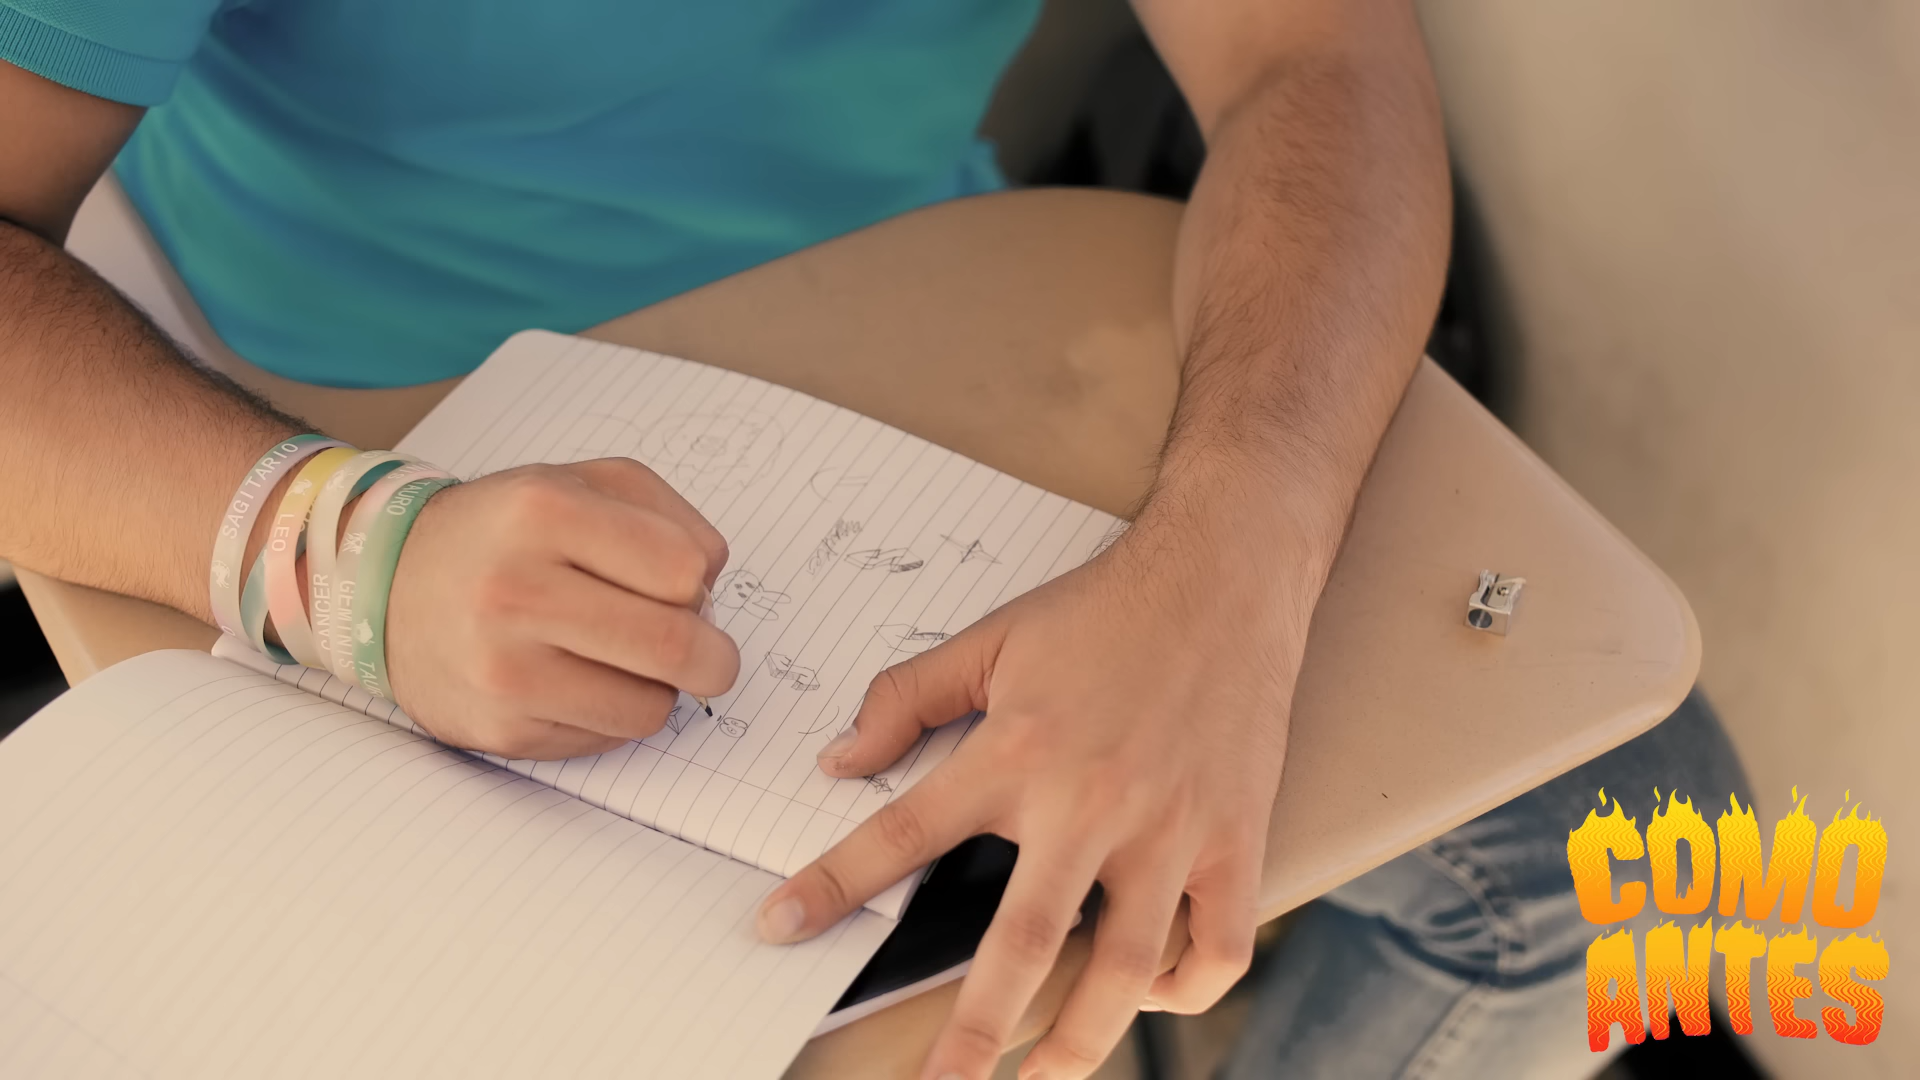 SAGITARIO
LEO
CANCER
GEMINIS
TAURO
TAURO
COMO
ANTES